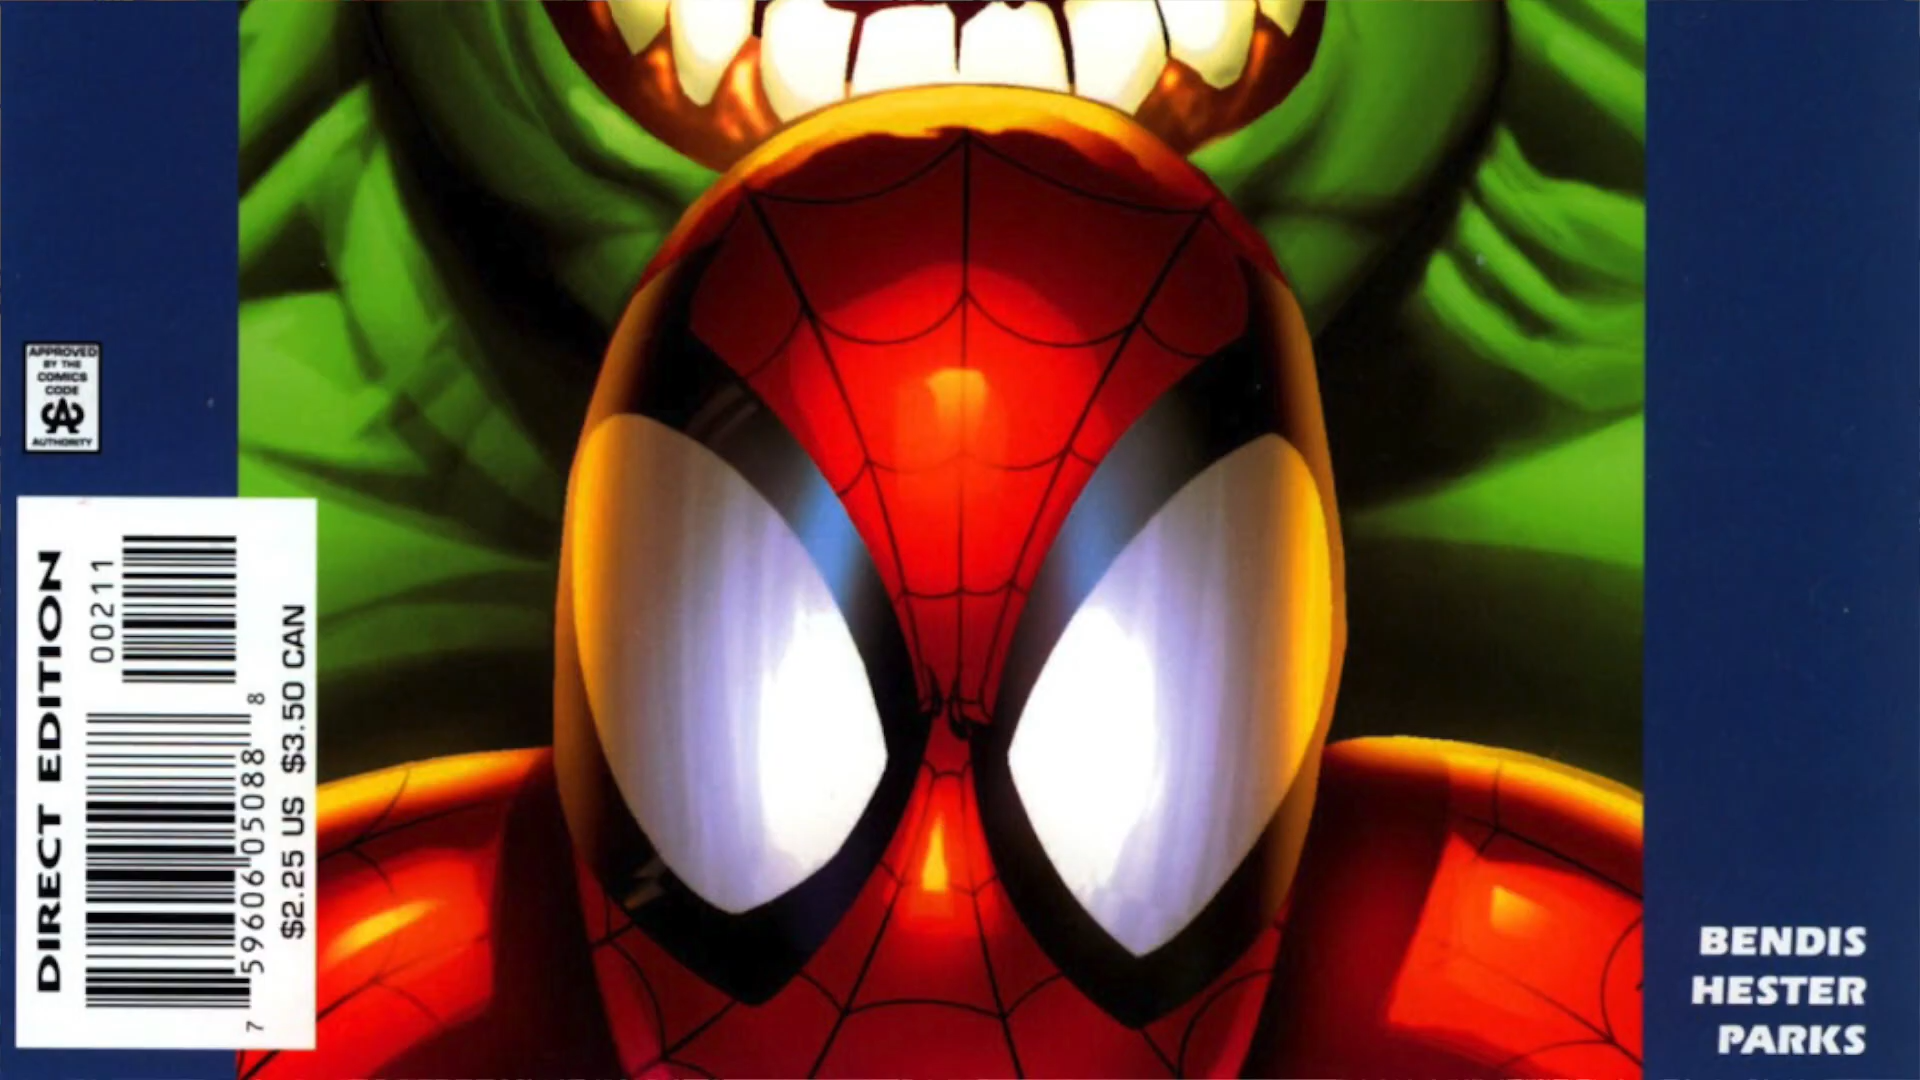 APPROVED
BY THE
COMICS
CODE
A
AUTHORITY
DIRECT EDITION
00211
7 59606 05088 8
$2.25 US $3.50 CAN
BENDIS
HESTER
PARKS